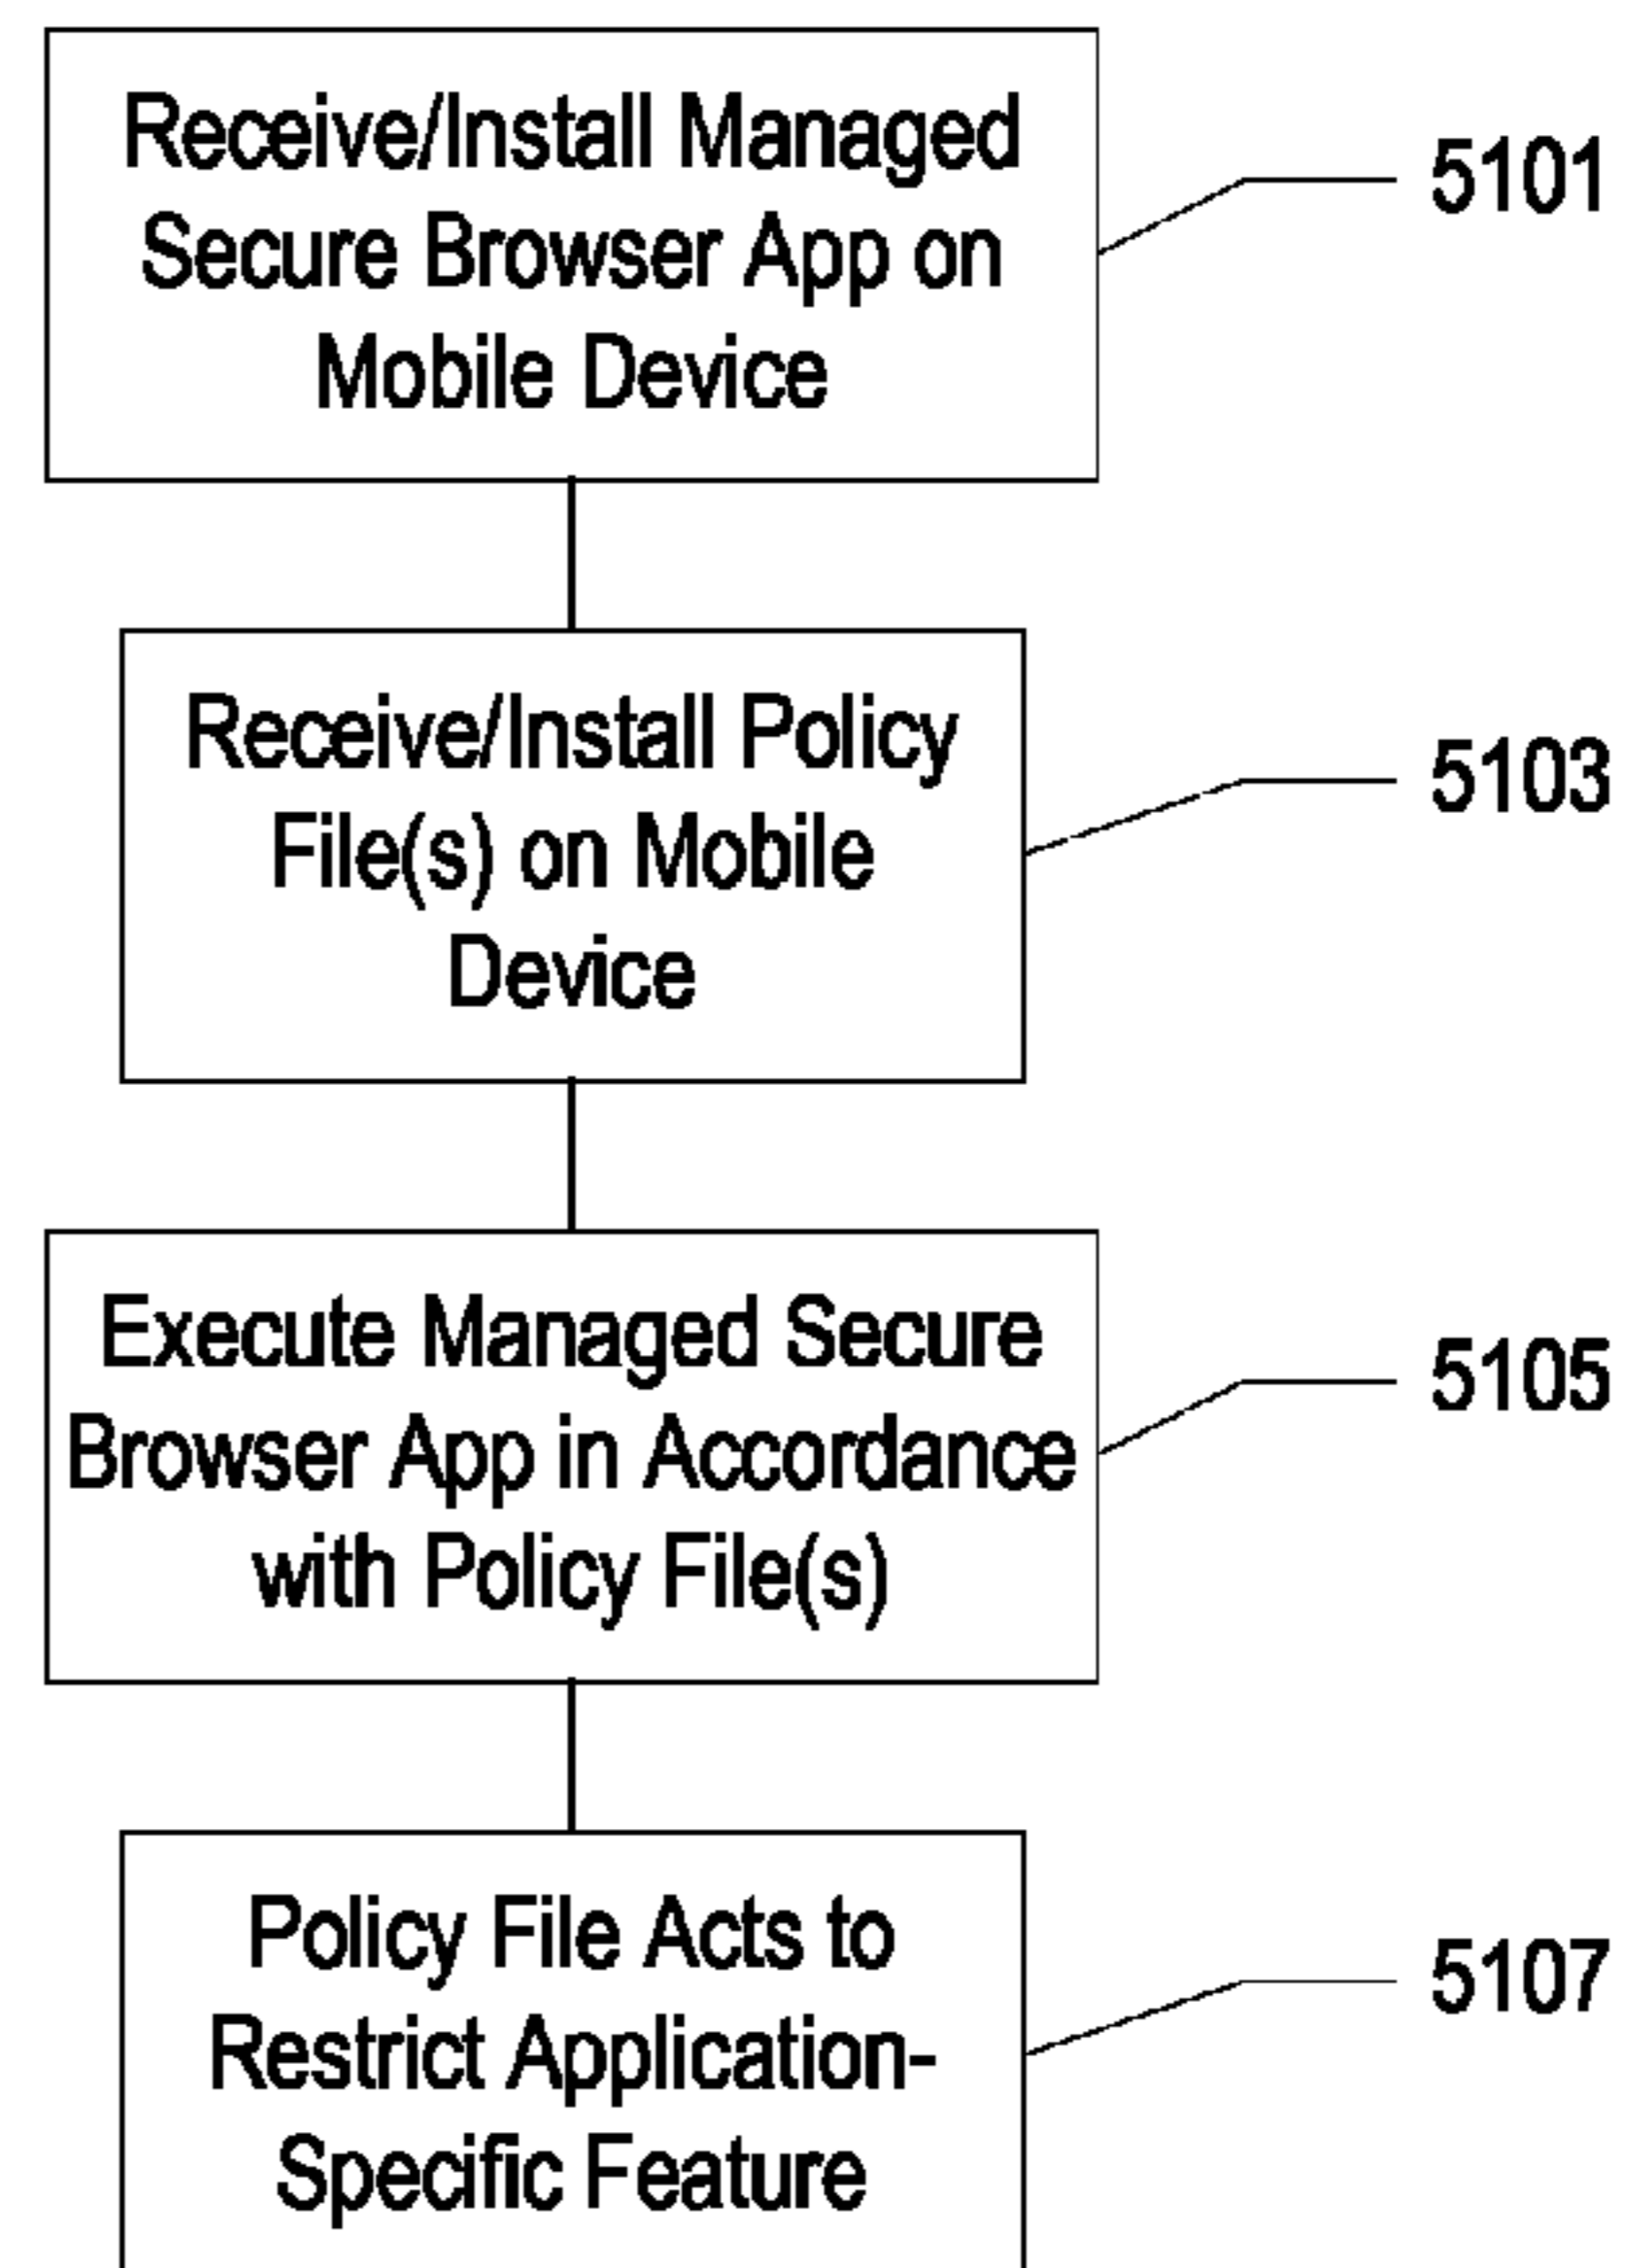 Receive/Install Managed
Secure Browser App on
Mobile Device
5101
Receive/Install Policy
File(s) on Mobile
Device
5103
Execute Managed Secure
Browser App in Accordance
with Policy File(s)
5105
Policy File Acts to
Restrict Application-
Specific Feature
5107